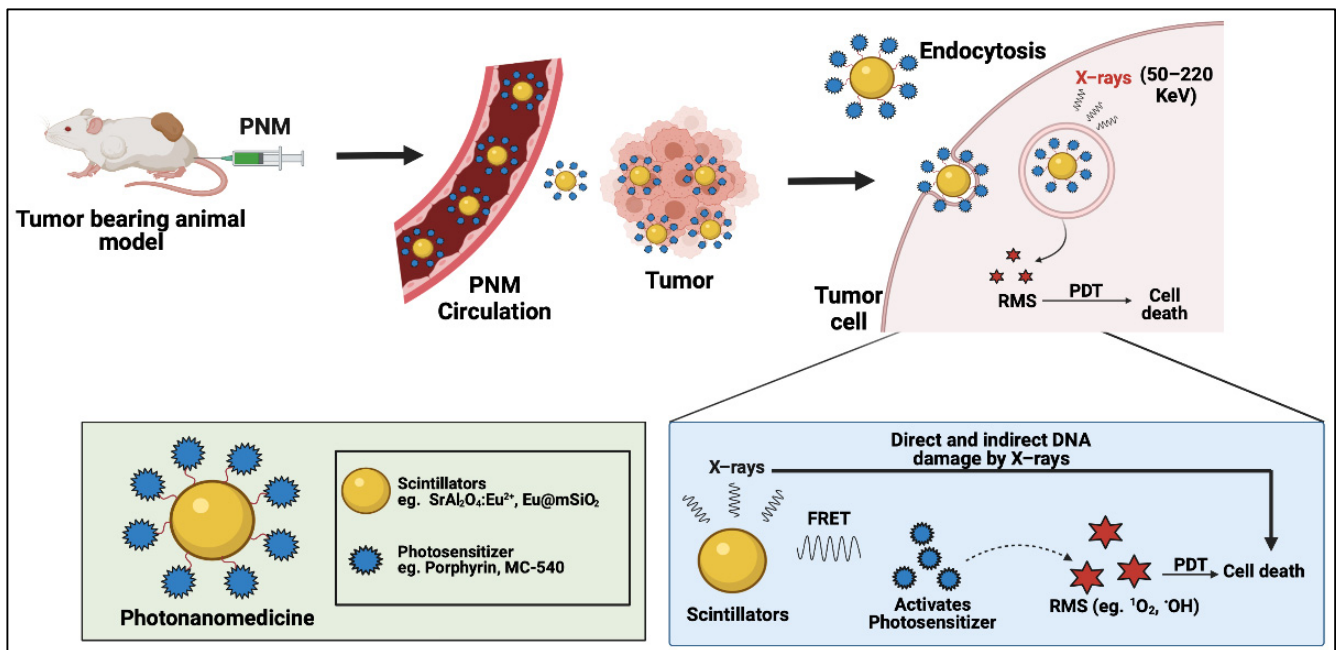 PNM
Tumor bearing animal
model
PNM
Circulation
Tumor
Endocytosis
X–rays (50–220
KeV)
Tumor
cell
RMS
PDT
Cell
death
Photonanomedicine
Scintillators
eg. SrAl₂O₄:Eu²⁺, Eu@mSiO₂
Photosensitizer
eg. Porphyrin, MC-540
Direct and indirect DNA
damage by X–rays
X–rays
Scintillators
FRET
Activates
Photosensitizer
RMS (eg. ¹O₂, ˙OH)
PDT
Cell death